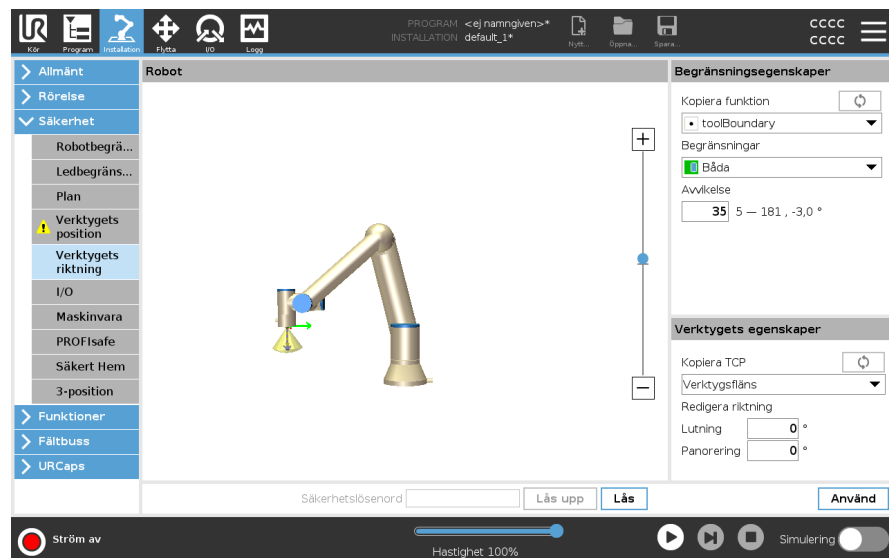 PROGRAM <ej namngiven>*
INSTALLATION default_1*
CCCC
CCCC
Kör
Program
Installation
Flytta
I/O
Logg
Nytt...
Öppna...
Spara...
Allmänt
Rörelse
Säkerhet
Robotbegrä...
Ledbegräns...
Plan
Verktygets
position
Verktygets
riktning
I/O
Maskinvara
PROFIsafe
Säkert Hem
3-position
Funktioner
Fältbuss
URCaps
Robot
Begränsningsegenskaper
Kopiera funktion
toolBoundary
Begränsningar
Båda
Avvikelse
35 5 — 181 , -3,0 °
Verktygets egenskaper
Kopiera TCP
Verktygsfläns
Redigera riktning
Lutning 0 °
Panorering 0 °
Säkerhetslösenord Lås upp Lås
Använd
Ström av
Hastighet 100%
Simulering